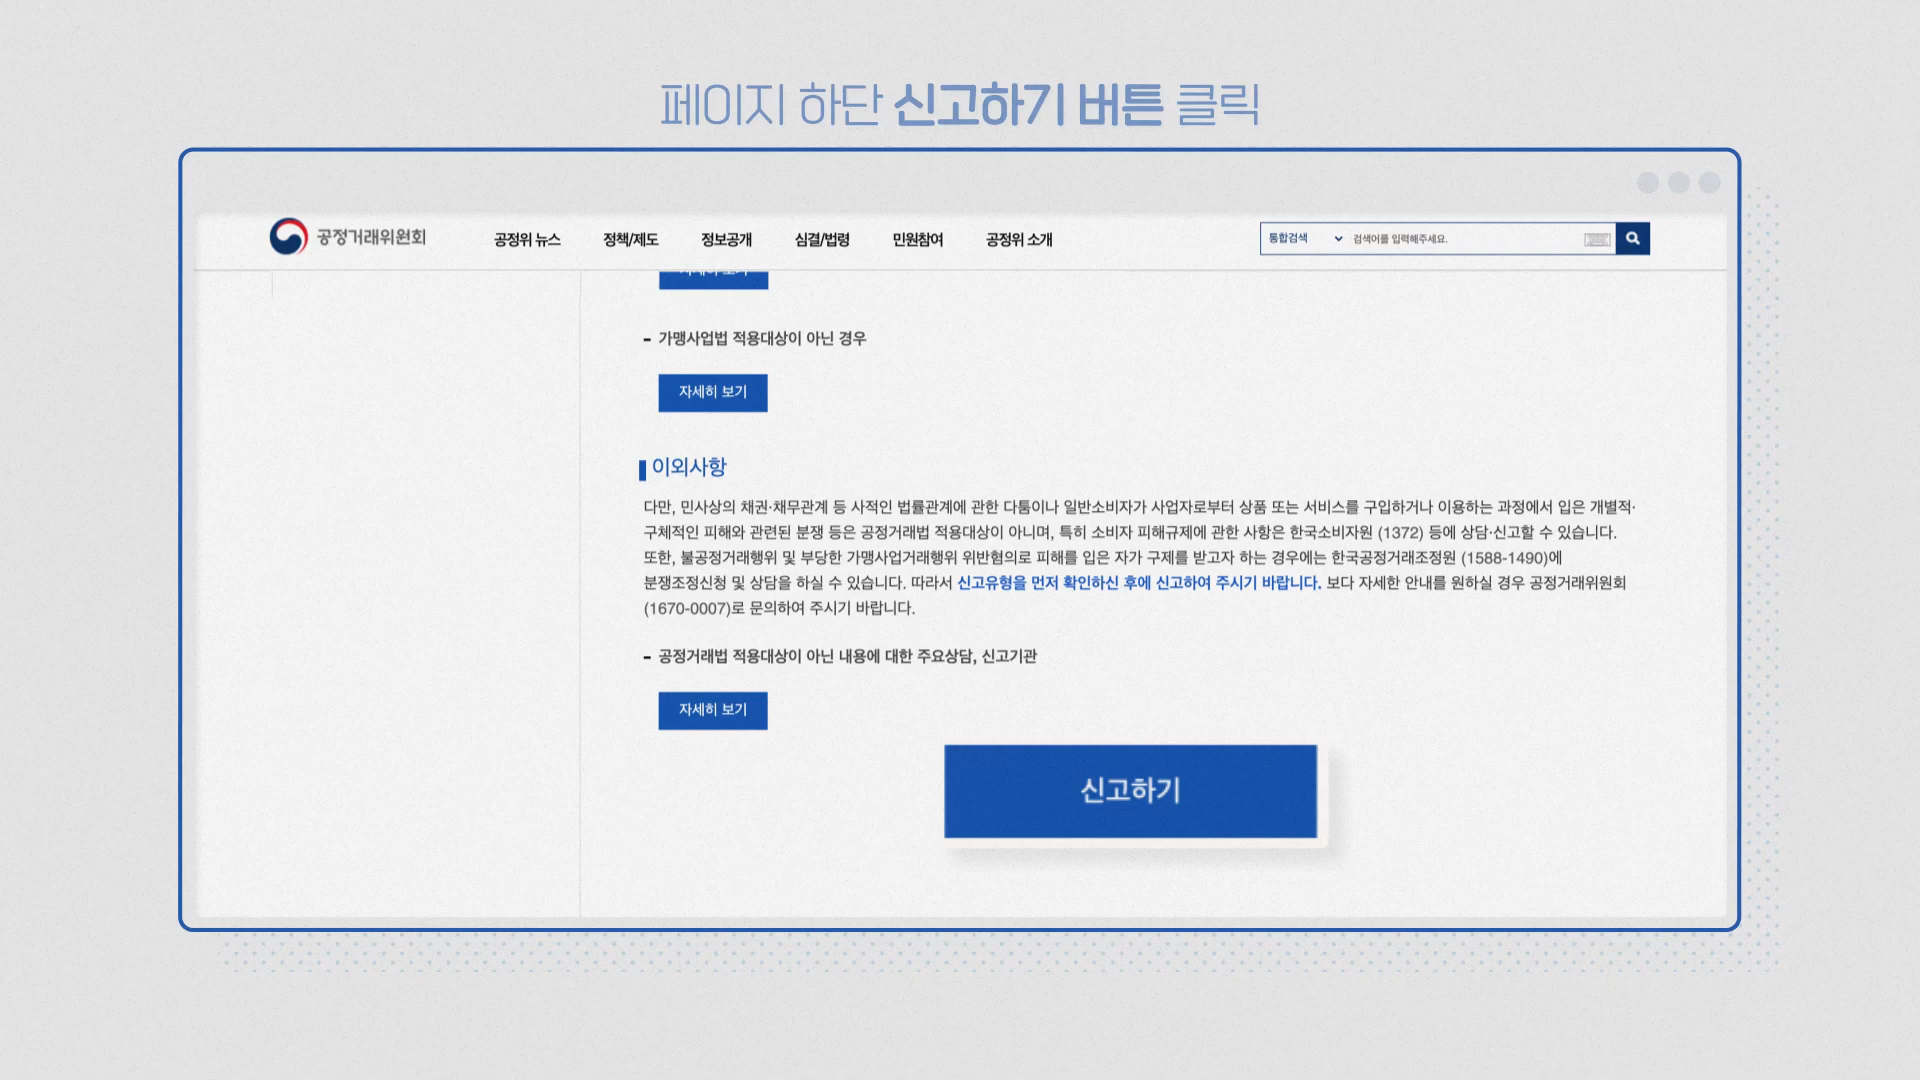 페이지 하단 신고하기 버튼 클릭
공정거래위원회
공정위 뉴스 정책/제도 정보공개 심결/법령 민원참여 공정위 소개
통합검색 검색어를 입력해주세요.
- 가맹사업법 적용대상이 아닌 경우
자세히 보기
이외사항
다만, 민사상의 채권·채무관계 등 사적인 법률관계에 관한 다툼이나 일반소비자가 사업자로부터 상품 또는 서비스를 구입하거나 이용하는 과정에서 입은 개별적·
구체적인 피해와 관련된 분쟁 등은 공정거래법 적용대상이 아니며, 특히 소비자 피해규제에 관한 사항은 한국소비자원 (1372) 등에 상담·신고할 수 있습니다.
또한, 불공정거래행위 및 부당한 가맹사업거래행위 위반혐의로 피해를 입은 자가 구제를 받고자 하는 경우에는 한국공정거래조정원 (1588-1490)에
분쟁조정신청 및 상담을 하실 수 있습니다. 따라서 신고유형을 먼저 확인하신 후에 신고하여 주시기 바랍니다. 보다 자세한 안내를 원하실 경우 공정거래위원회
(1670-0007)로 문의하여 주시기 바랍니다.
- 공정거래법 적용대상이 아닌 내용에 대한 주요상담, 신고기관
자세히 보기
신고하기